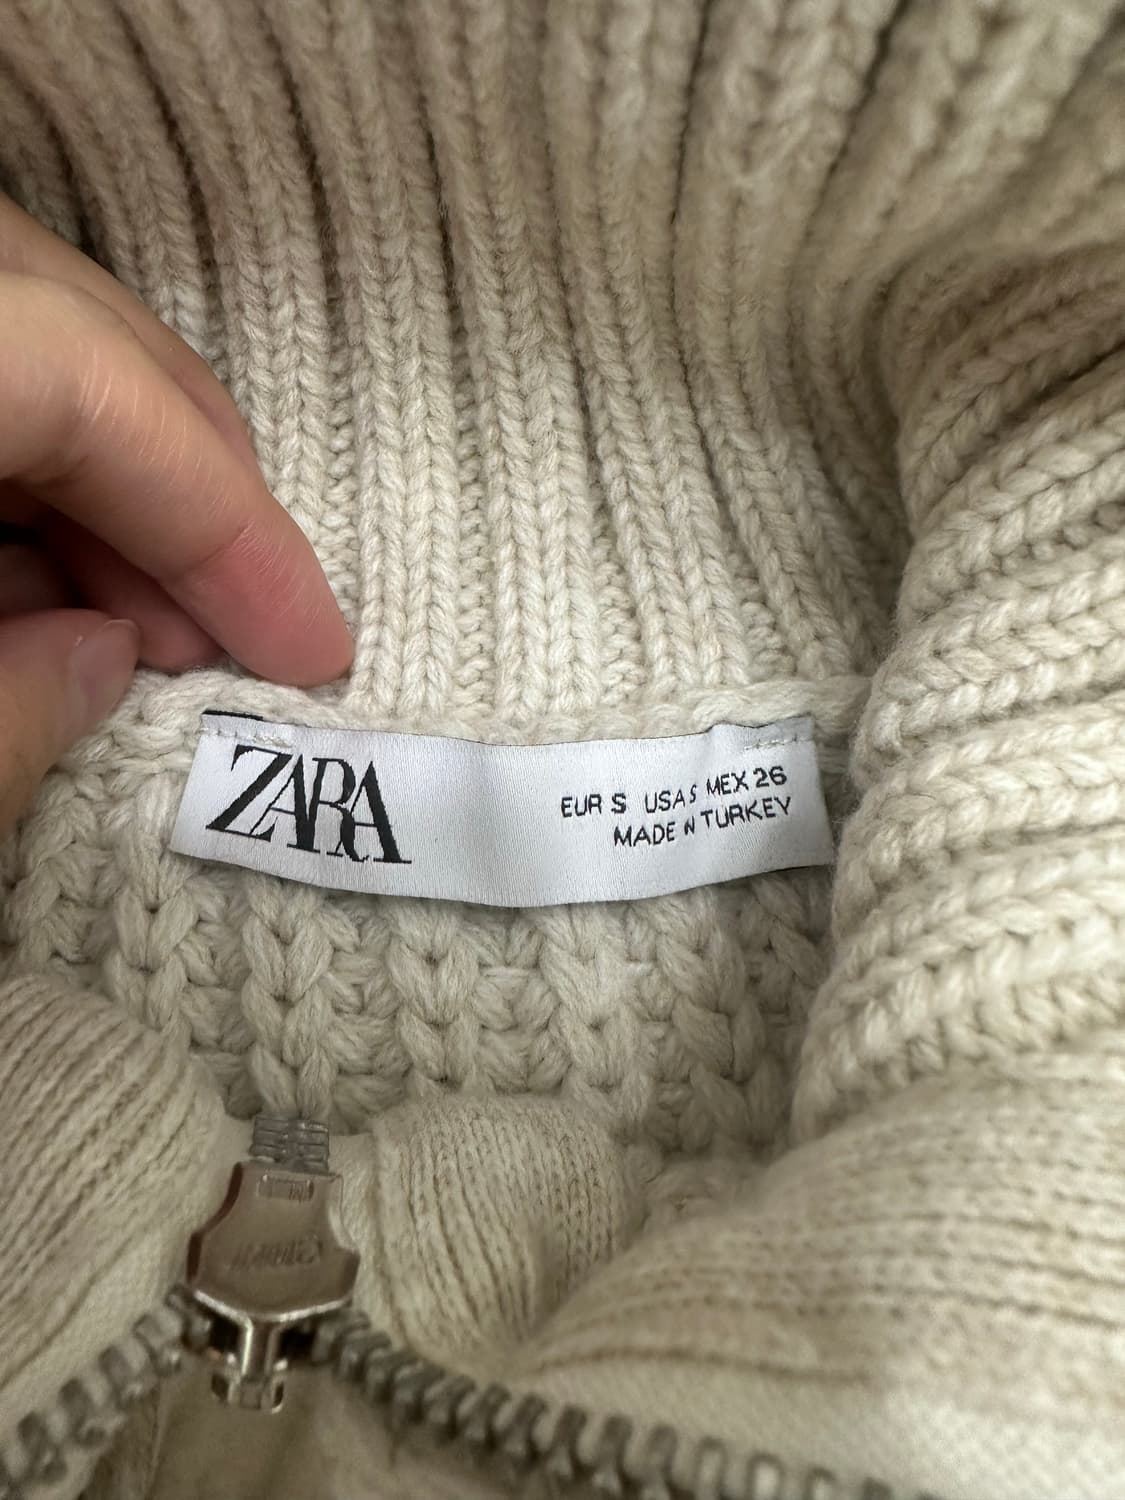 ZARA
EUR S USA S MEX 26
MADE IN TURKEY